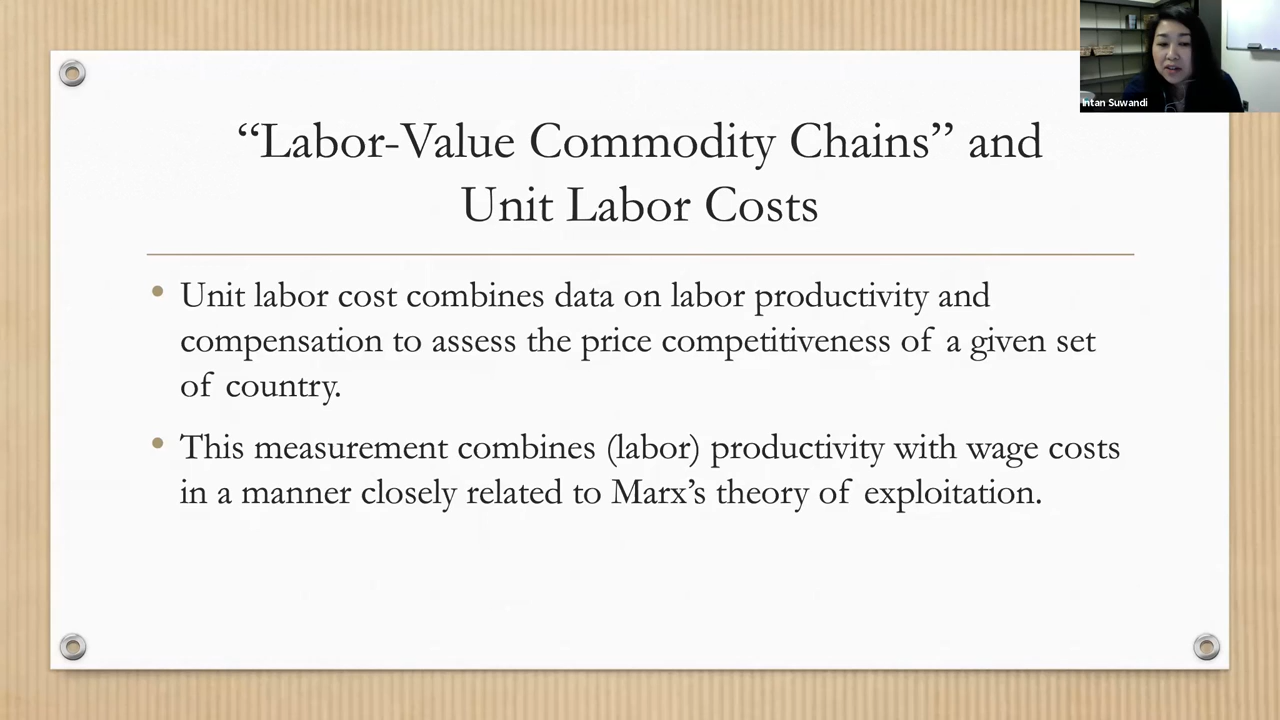 Intan Suwandi
“Labor-Value Commodity Chains” and
Unit Labor Costs
• Unit labor cost combines data on labor productivity and
compensation to assess the price competitiveness of a given set
of country.
• This measurement combines (labor) productivity with wage costs
in a manner closely related to Marx’s theory of exploitation.